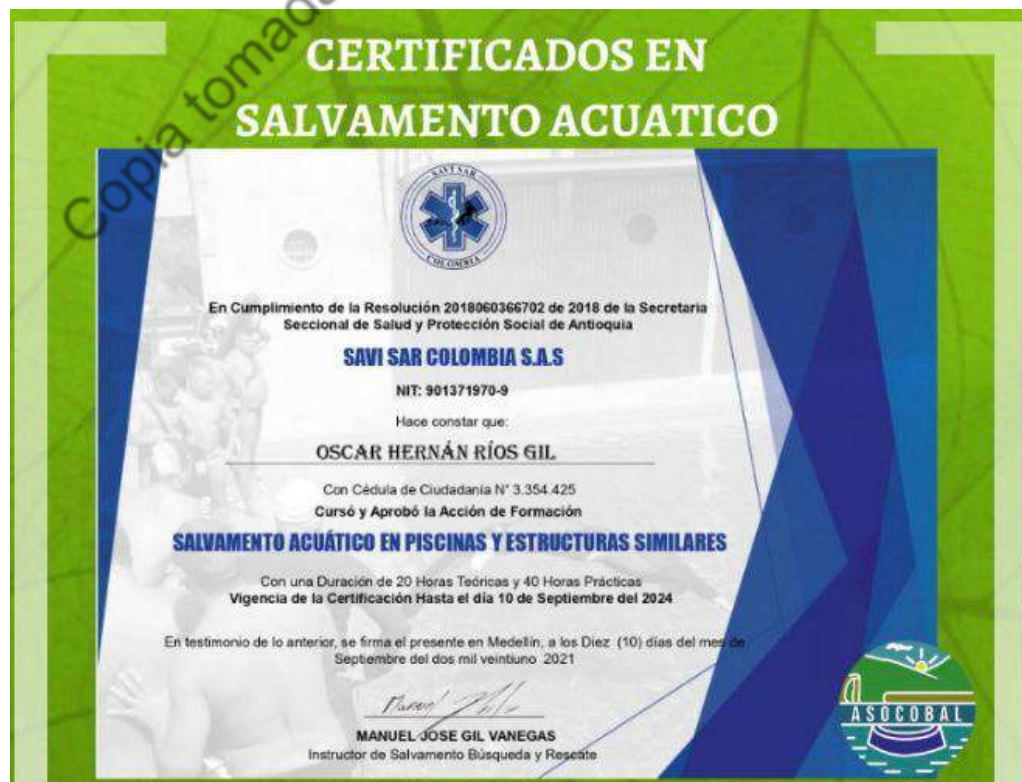 Copia tomada
CERTIFICADOS EN
SALVAMENTO ACUATICO
SAVI SAR
COLOMBIA
En Cumplimiento de la Resolución 2018060366702 de 2018 de la Secretaria
Seccional de Salud y Protección Social de Antioquia
SAVI SAR COLOMBIA S.A.S
NIT: 901371970-9
Hace constar que:
OSCAR HERNÁN RÍOS GIL
Con Cédula de Ciudadania N° 3.354.425
Cursó y Aprobó la Acción de Formación
SALVAMENTO ACUÁTICO EN PISCINAS Y ESTRUCTURAS SIMILARES
Con una Duración de 20 Horas Teóricas y 40 Horas Prácticas
Vigencia de la Certificación Hasta el día 10 de Septiembre del 2024
En testimonio de lo anterior, se firma el presente en Medellín, a los Diez (10) días del mes de
Septiembre del dos mil veintiuno 2021
MANUEL JOSE GIL VANEGAS
Instructor de Salvamento Búsqueda y Rescate
ASOCOBAL